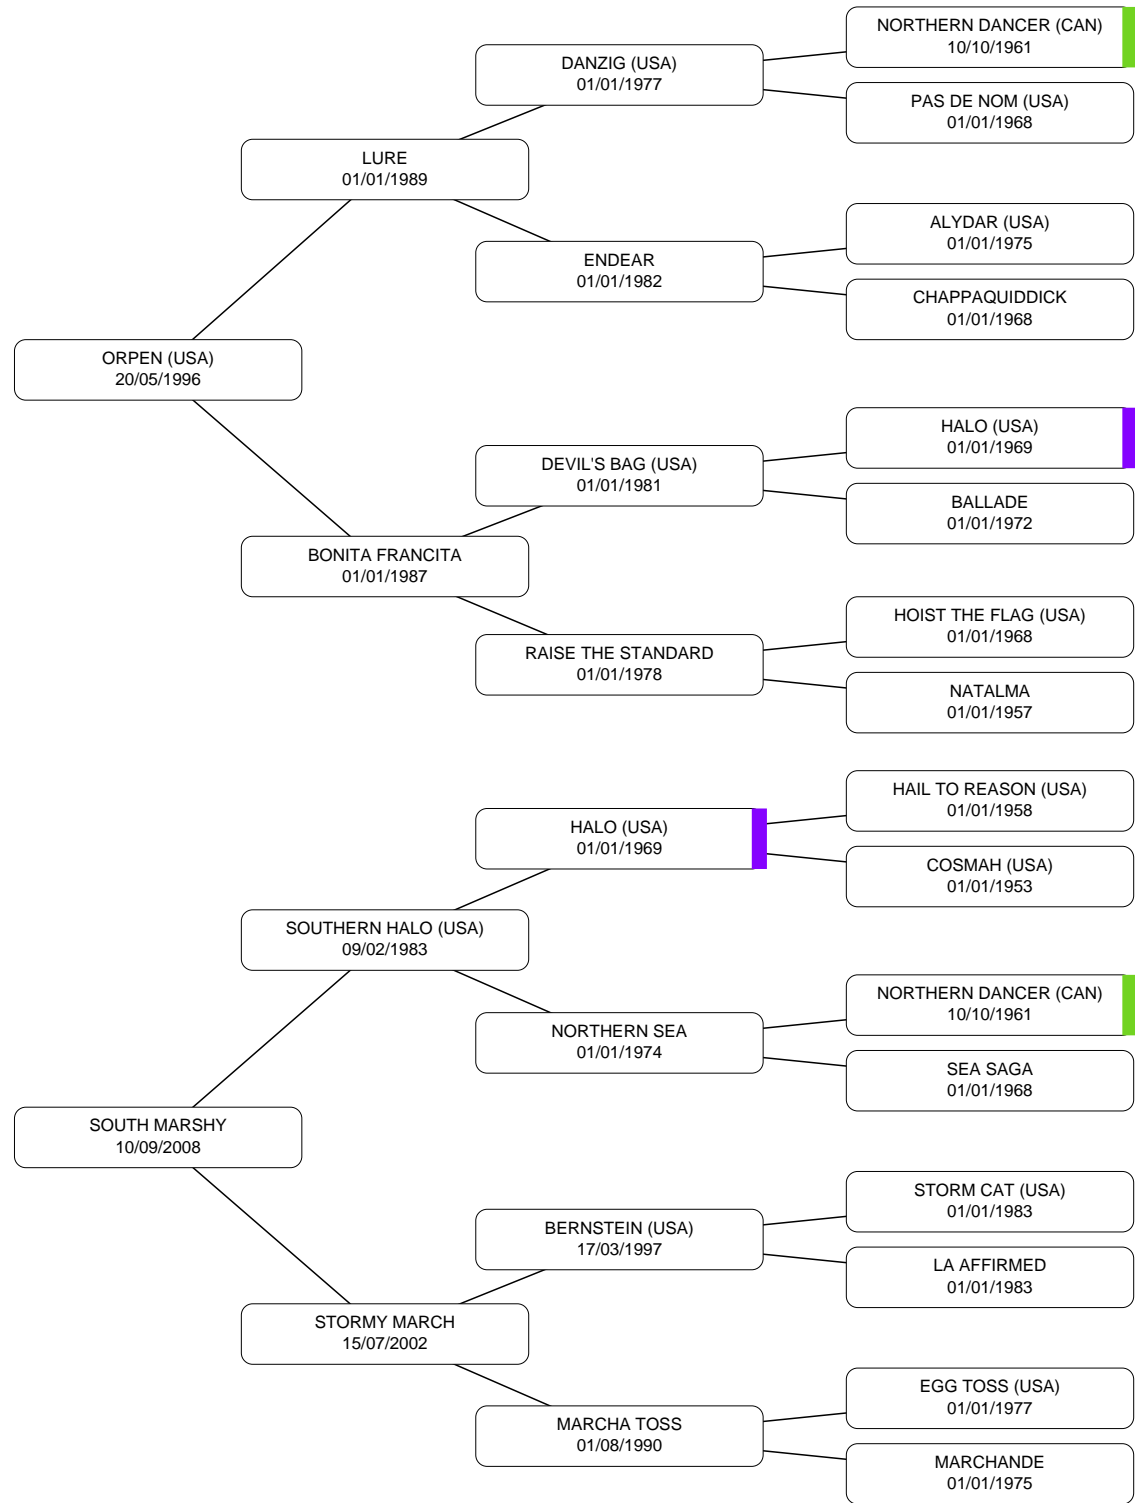 NORTHERN DANCER (CAN)
10/10/1961
DANZIG (USA)
01/01/1977
PAS DE NOM (USA)
01/01/1968
LURE
01/01/1989
ALYDAR (USA)
01/01/1975
ENDEAR
01/01/1982
CHAPPAQUIDDICK
01/01/1968
ORPEN (USA)
20/05/1996
HALO (USA)
01/01/1969
DEVIL'S BAG (USA)
01/01/1981
BALLADE
01/01/1972
BONITA FRANCITA
01/01/1987
HOIST THE FLAG (USA)
01/01/1968
RAISE THE STANDARD
01/01/1978
NATALMA
01/01/1957
HAIL TO REASON (USA)
01/01/1958
HALO (USA)
01/01/1969
COSMAH (USA)
01/01/1953
SOUTHERN HALO (USA)
09/02/1983
NORTHERN DANCER (CAN)
10/10/1961
NORTHERN SEA
01/01/1974
SEA SAGA
01/01/1968
SOUTH MARSHY
10/09/2008
STORM CAT (USA)
01/01/1983
BERNSTEIN (USA)
17/03/1997
LA AFFIRMED
01/01/1983
STORMY MARCH
15/07/2002
EGG TOSS (USA)
01/01/1977
MARCHA TOSS
01/08/1990
MARCHANDE
01/01/1975